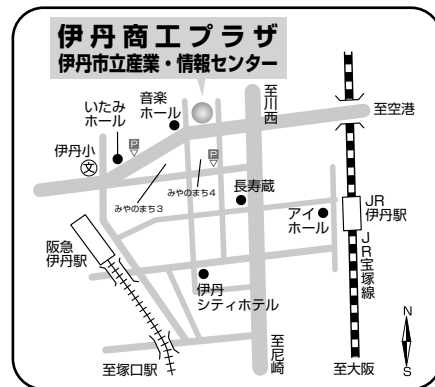 伊丹商工プラザ
伊丹市立産業・情報センター
音楽
ホール
いたみ
ホール
伊丹小
文
P
P
至川西
至空港
みやのまち3
みやのまち4
長寿蔵
アイ
ホール
JR
伊丹駅
JR宝塚線
阪急
伊丹駅
伊丹
シティホテル
至塚口駅
至尼崎
至大阪
N
S